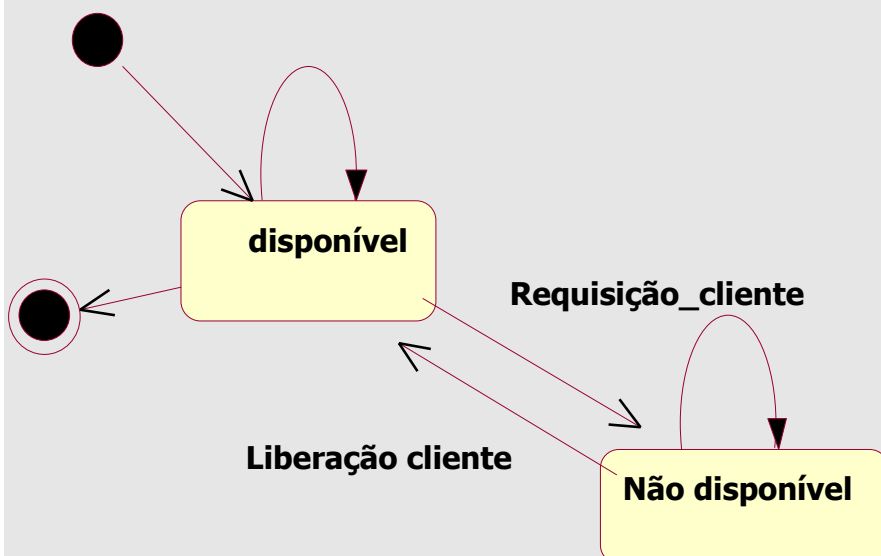 disponível
Requisição_cliente
Liberação cliente
Não disponível